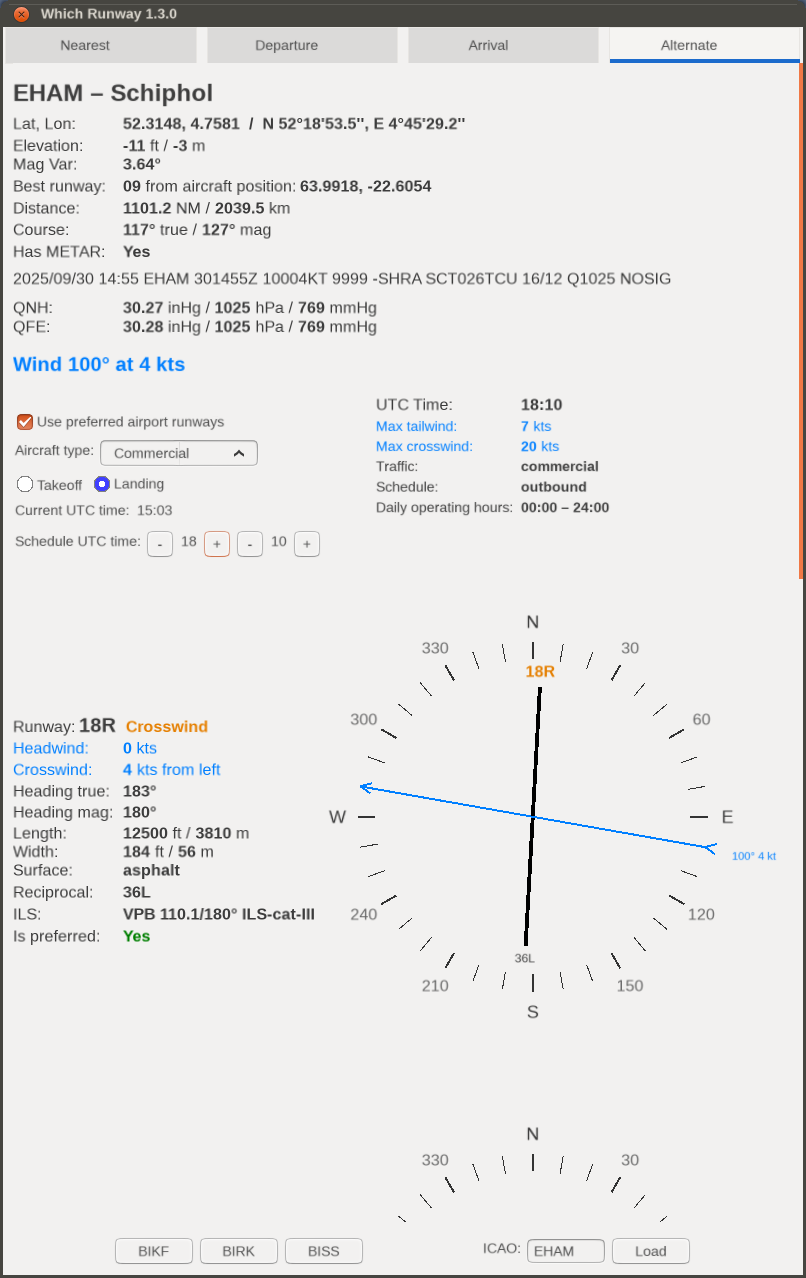 Which Runway 1.3.0
Nearest Departure Arrival Alternate
EHAM – Schiphol
Lat, Lon: 52.3148, 4.7581 / N 52°18'53.5'', E 4°45'29.2''
Elevation: -11 ft / -3 m
Mag Var: 3.64°
Best runway: 09 from aircraft position: 63.9918, -22.6054
Distance: 1101.2 NM / 2039.5 km
Course: 117° true / 127° mag
Has METAR: Yes
2025/09/30 14:55 EHAM 301455Z 10004KT 9999 -SHRA SCT026TCU 16/12 Q1025 NOSIG
QNH: 30.27 inHg / 1025 hPa / 769 mmHg
QFE: 30.28 inHg / 1025 hPa / 769 mmHg
Wind 100° at 4 kts
Use preferred airport runways
Aircraft type: Commercial
Takeoff Landing
Current UTC time: 15:03
Schedule UTC time: - 18 + - 10 +
UTC Time: 18:10
Max tailwind: 7 kts
Max crosswind: 20 kts
Traffic: commercial
Schedule: outbound
Daily operating hours: 00:00 – 24:00
Runway: 18R Crosswind
Headwind: 0 kts
Crosswind: 4 kts from left
Heading true: 183°
Heading mag: 180°
Length: 12500 ft / 3810 m
Width: 184 ft / 56 m
Surface: asphalt
Reciprocal: 36L
ILS: VPB 110.1/180° ILS-cat-III
Is preferred: Yes
N
330 30
18R
300 60
W E
100° 4 kt
240 120
36L
210 150
S
N
330 30
BIKF BIRK BISS ICAO: EHAM Load